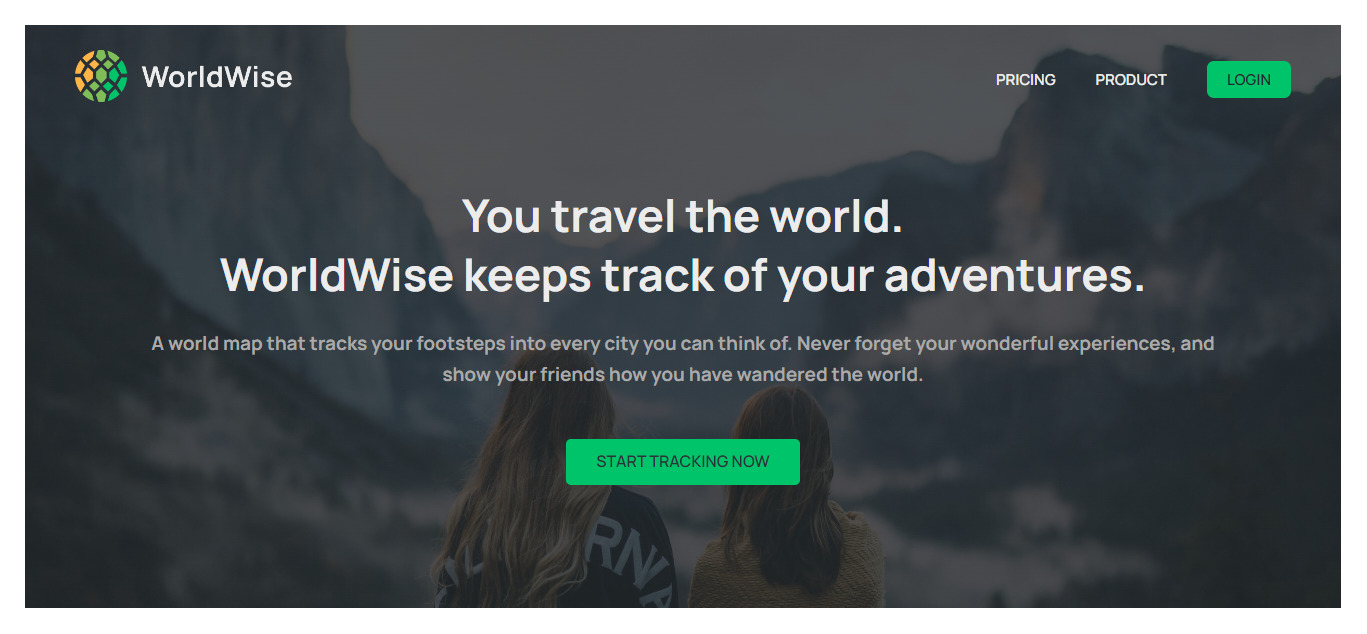 WorldWise
PRICING
PRODUCT
LOGIN
You travel the world.
WorldWise keeps track of your adventures.
A world map that tracks your footsteps into every city you can think of. Never forget your wonderful experiences, and
show your friends how you have wandered the world.
START TRACKING NOW